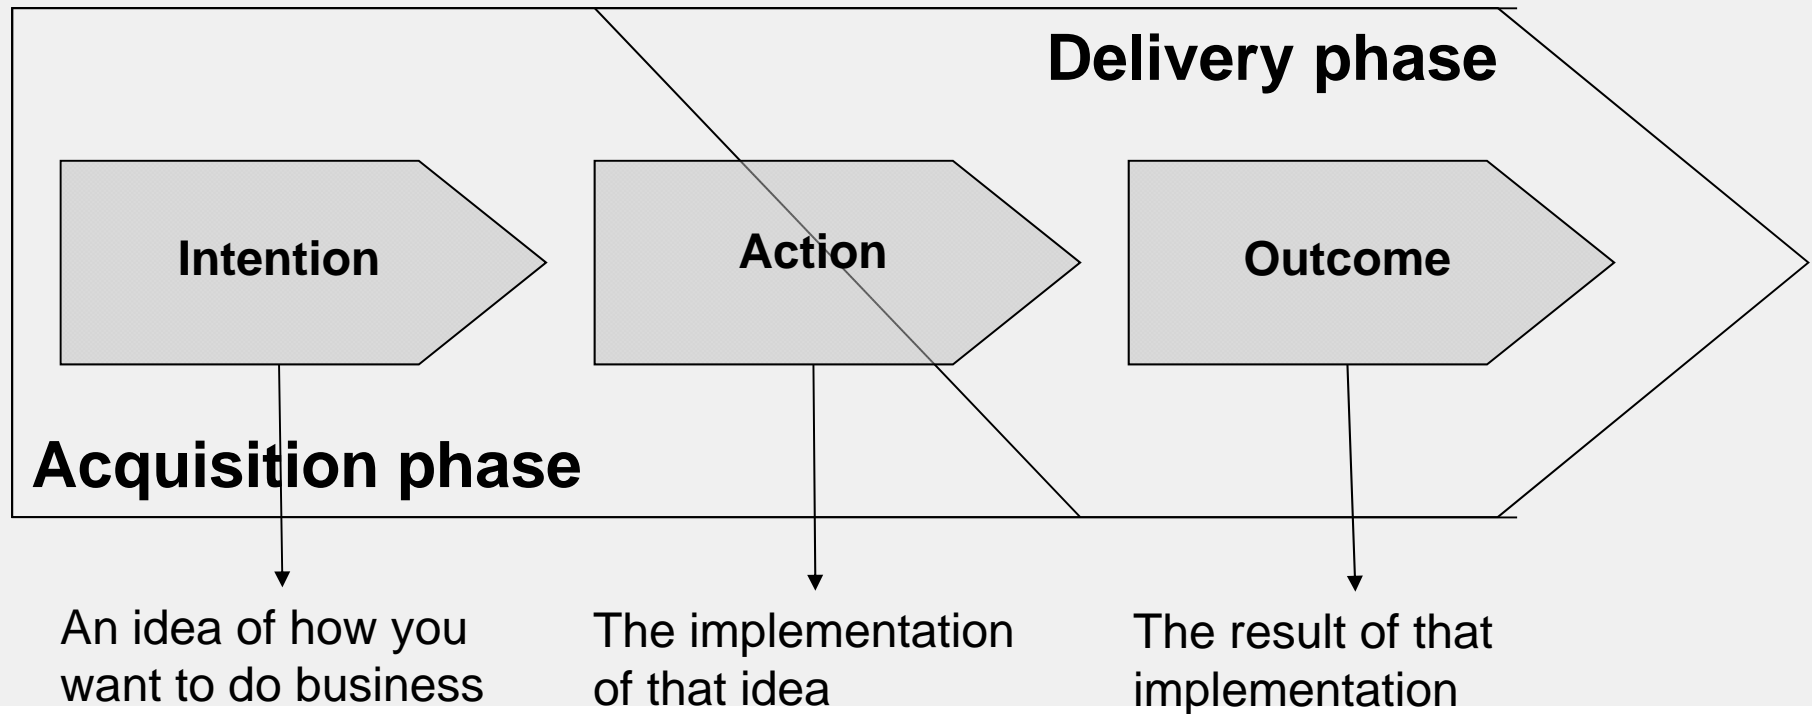 Delivery phase
Intention
Action
Outcome
Acquisition phase
An idea of how you
want to do business
The implementation
of that idea
The result of that
implementation